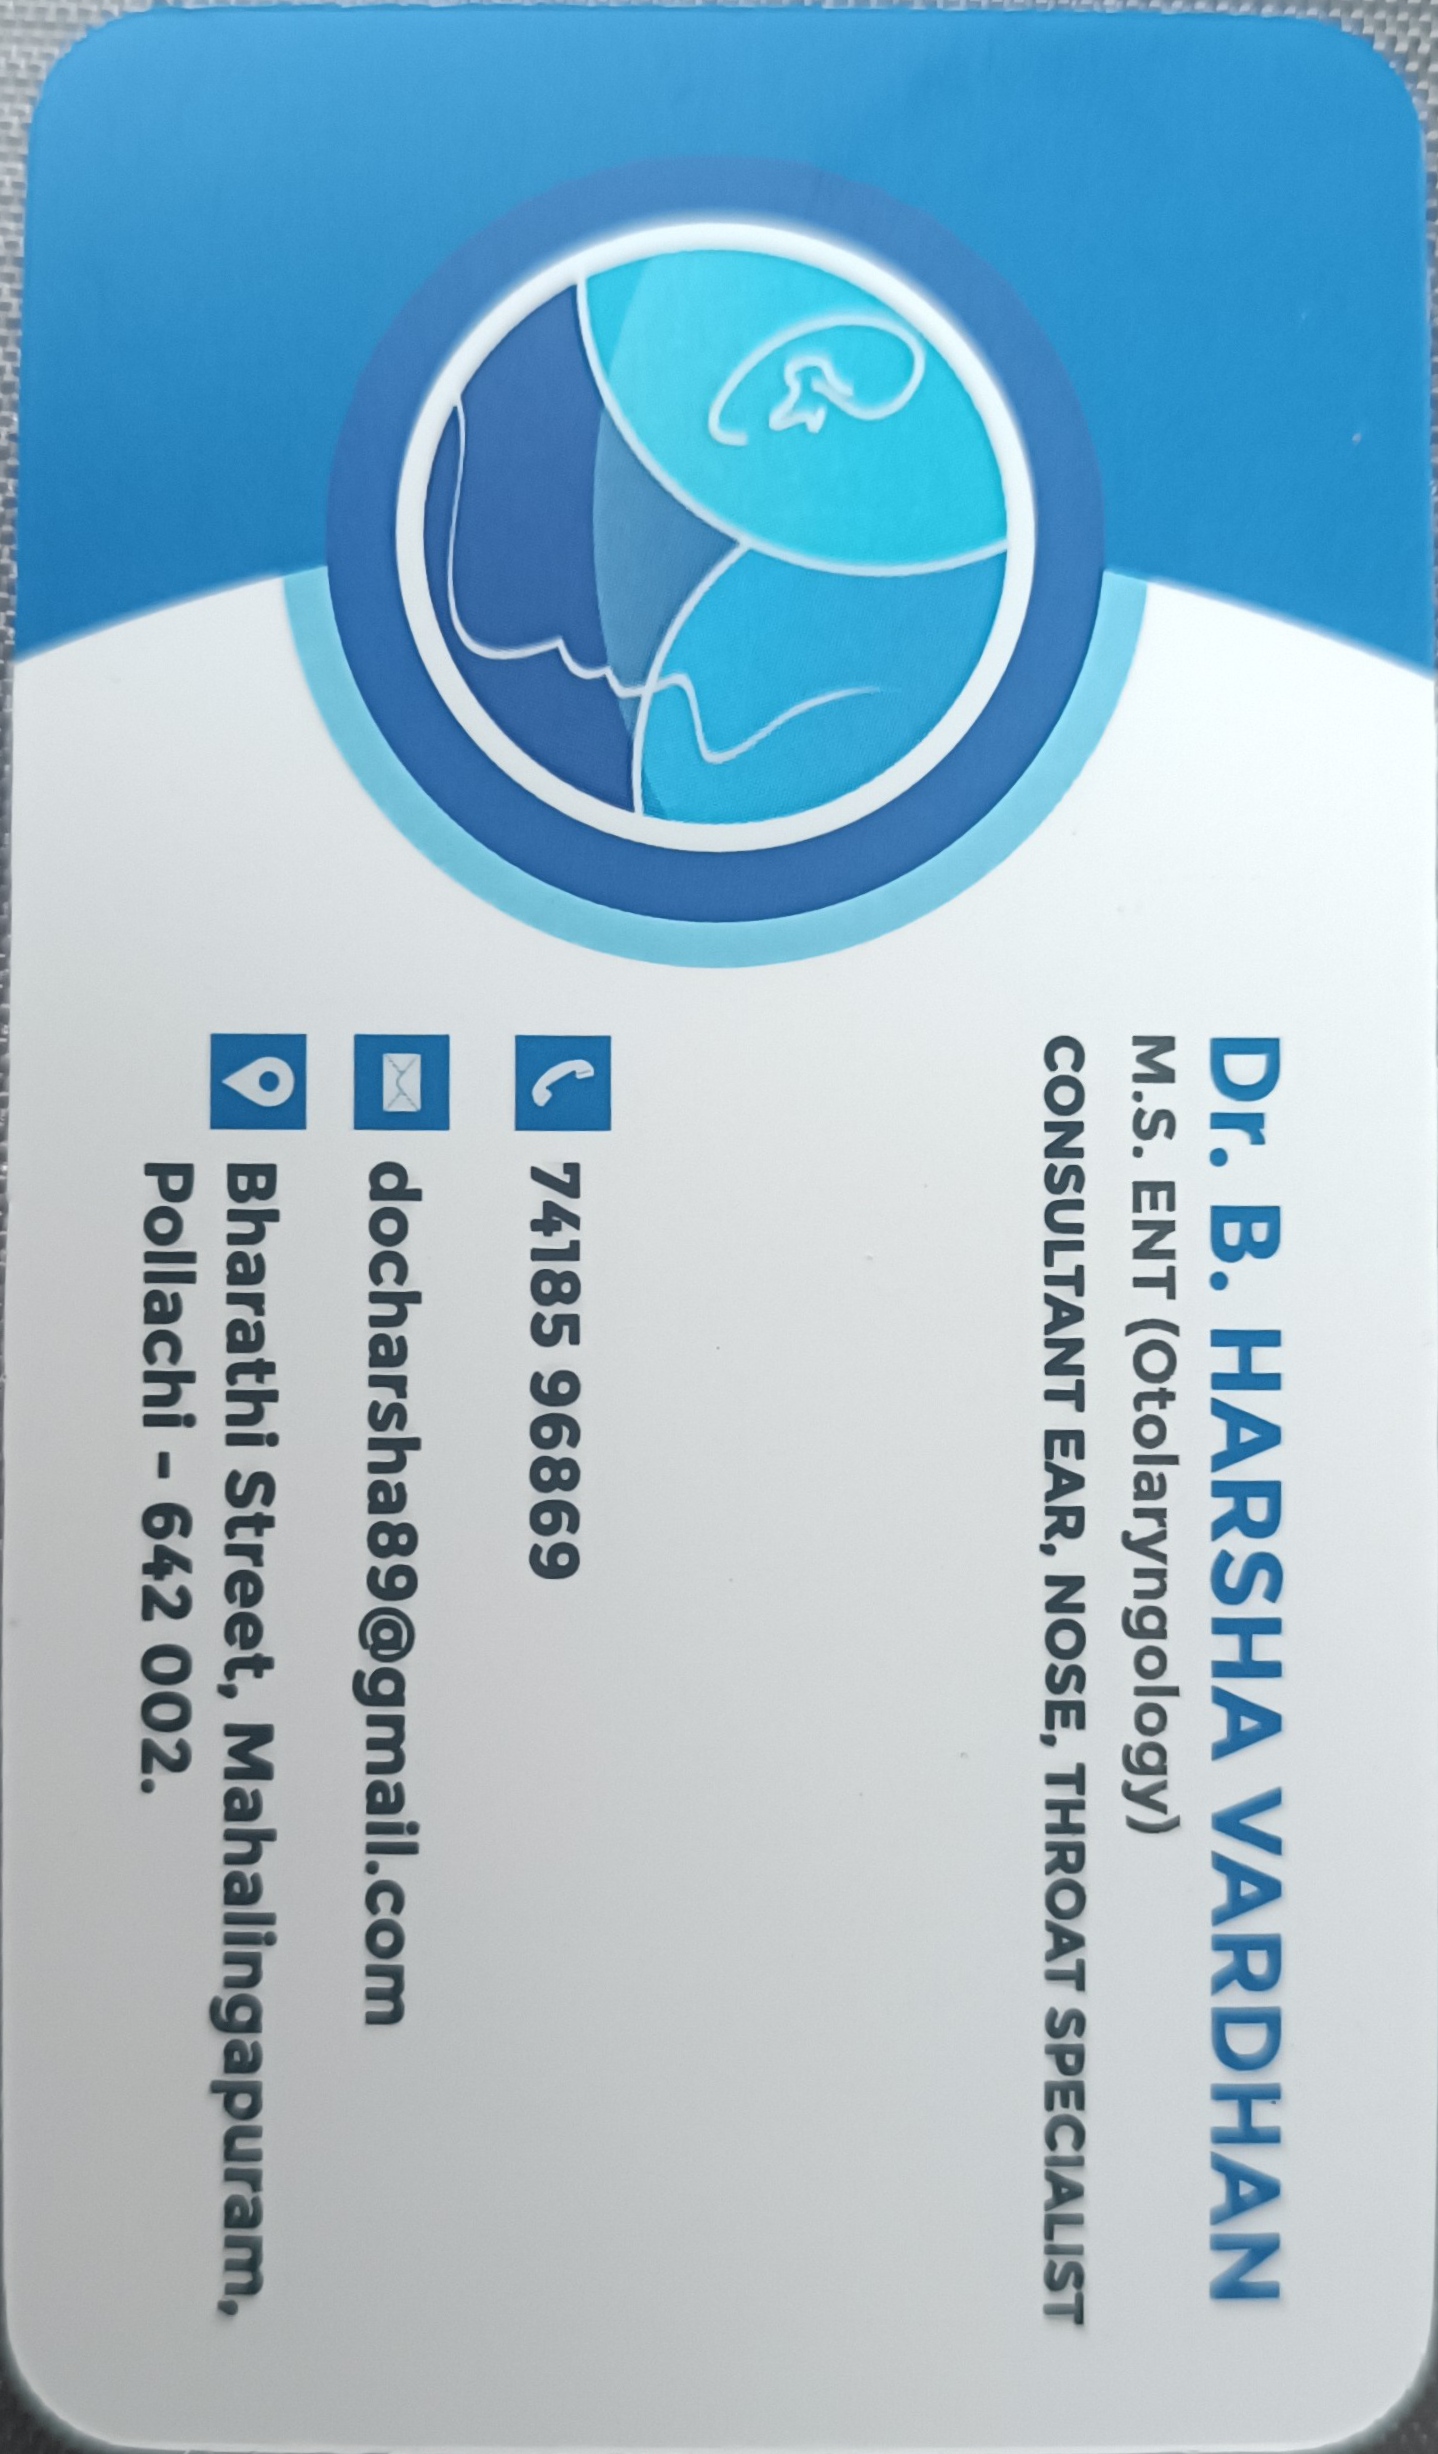 Dr. B. HARSHA VARDHAN
M.S. ENT (Otolaryngology)
CONSULTANT EAR, NOSE, THROAT SPECIALIST
74185 96869
docharsha89@gmail.com
Bharathi Street, Mahalingapuram,
Pollachi - 642 002.